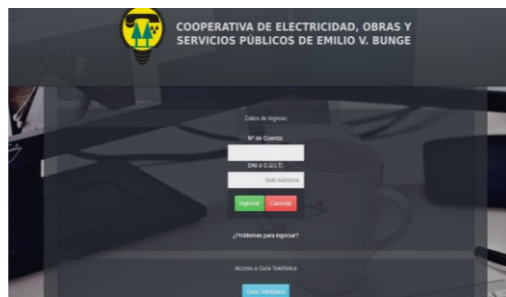 COOPERATIVA DE ELECTRICIDAD, OBRAS Y
SERVICIOS PÚBLICOS DE EMILIO V. BUNGE
Datos de Ingreso
N° de Cuenta:
DNI ó C.U.I.T.:
Solo números
Ingresar Cancelar
¿Problemas para ingresar?
Acceso a Guía Telefónica
Guía Telefónica